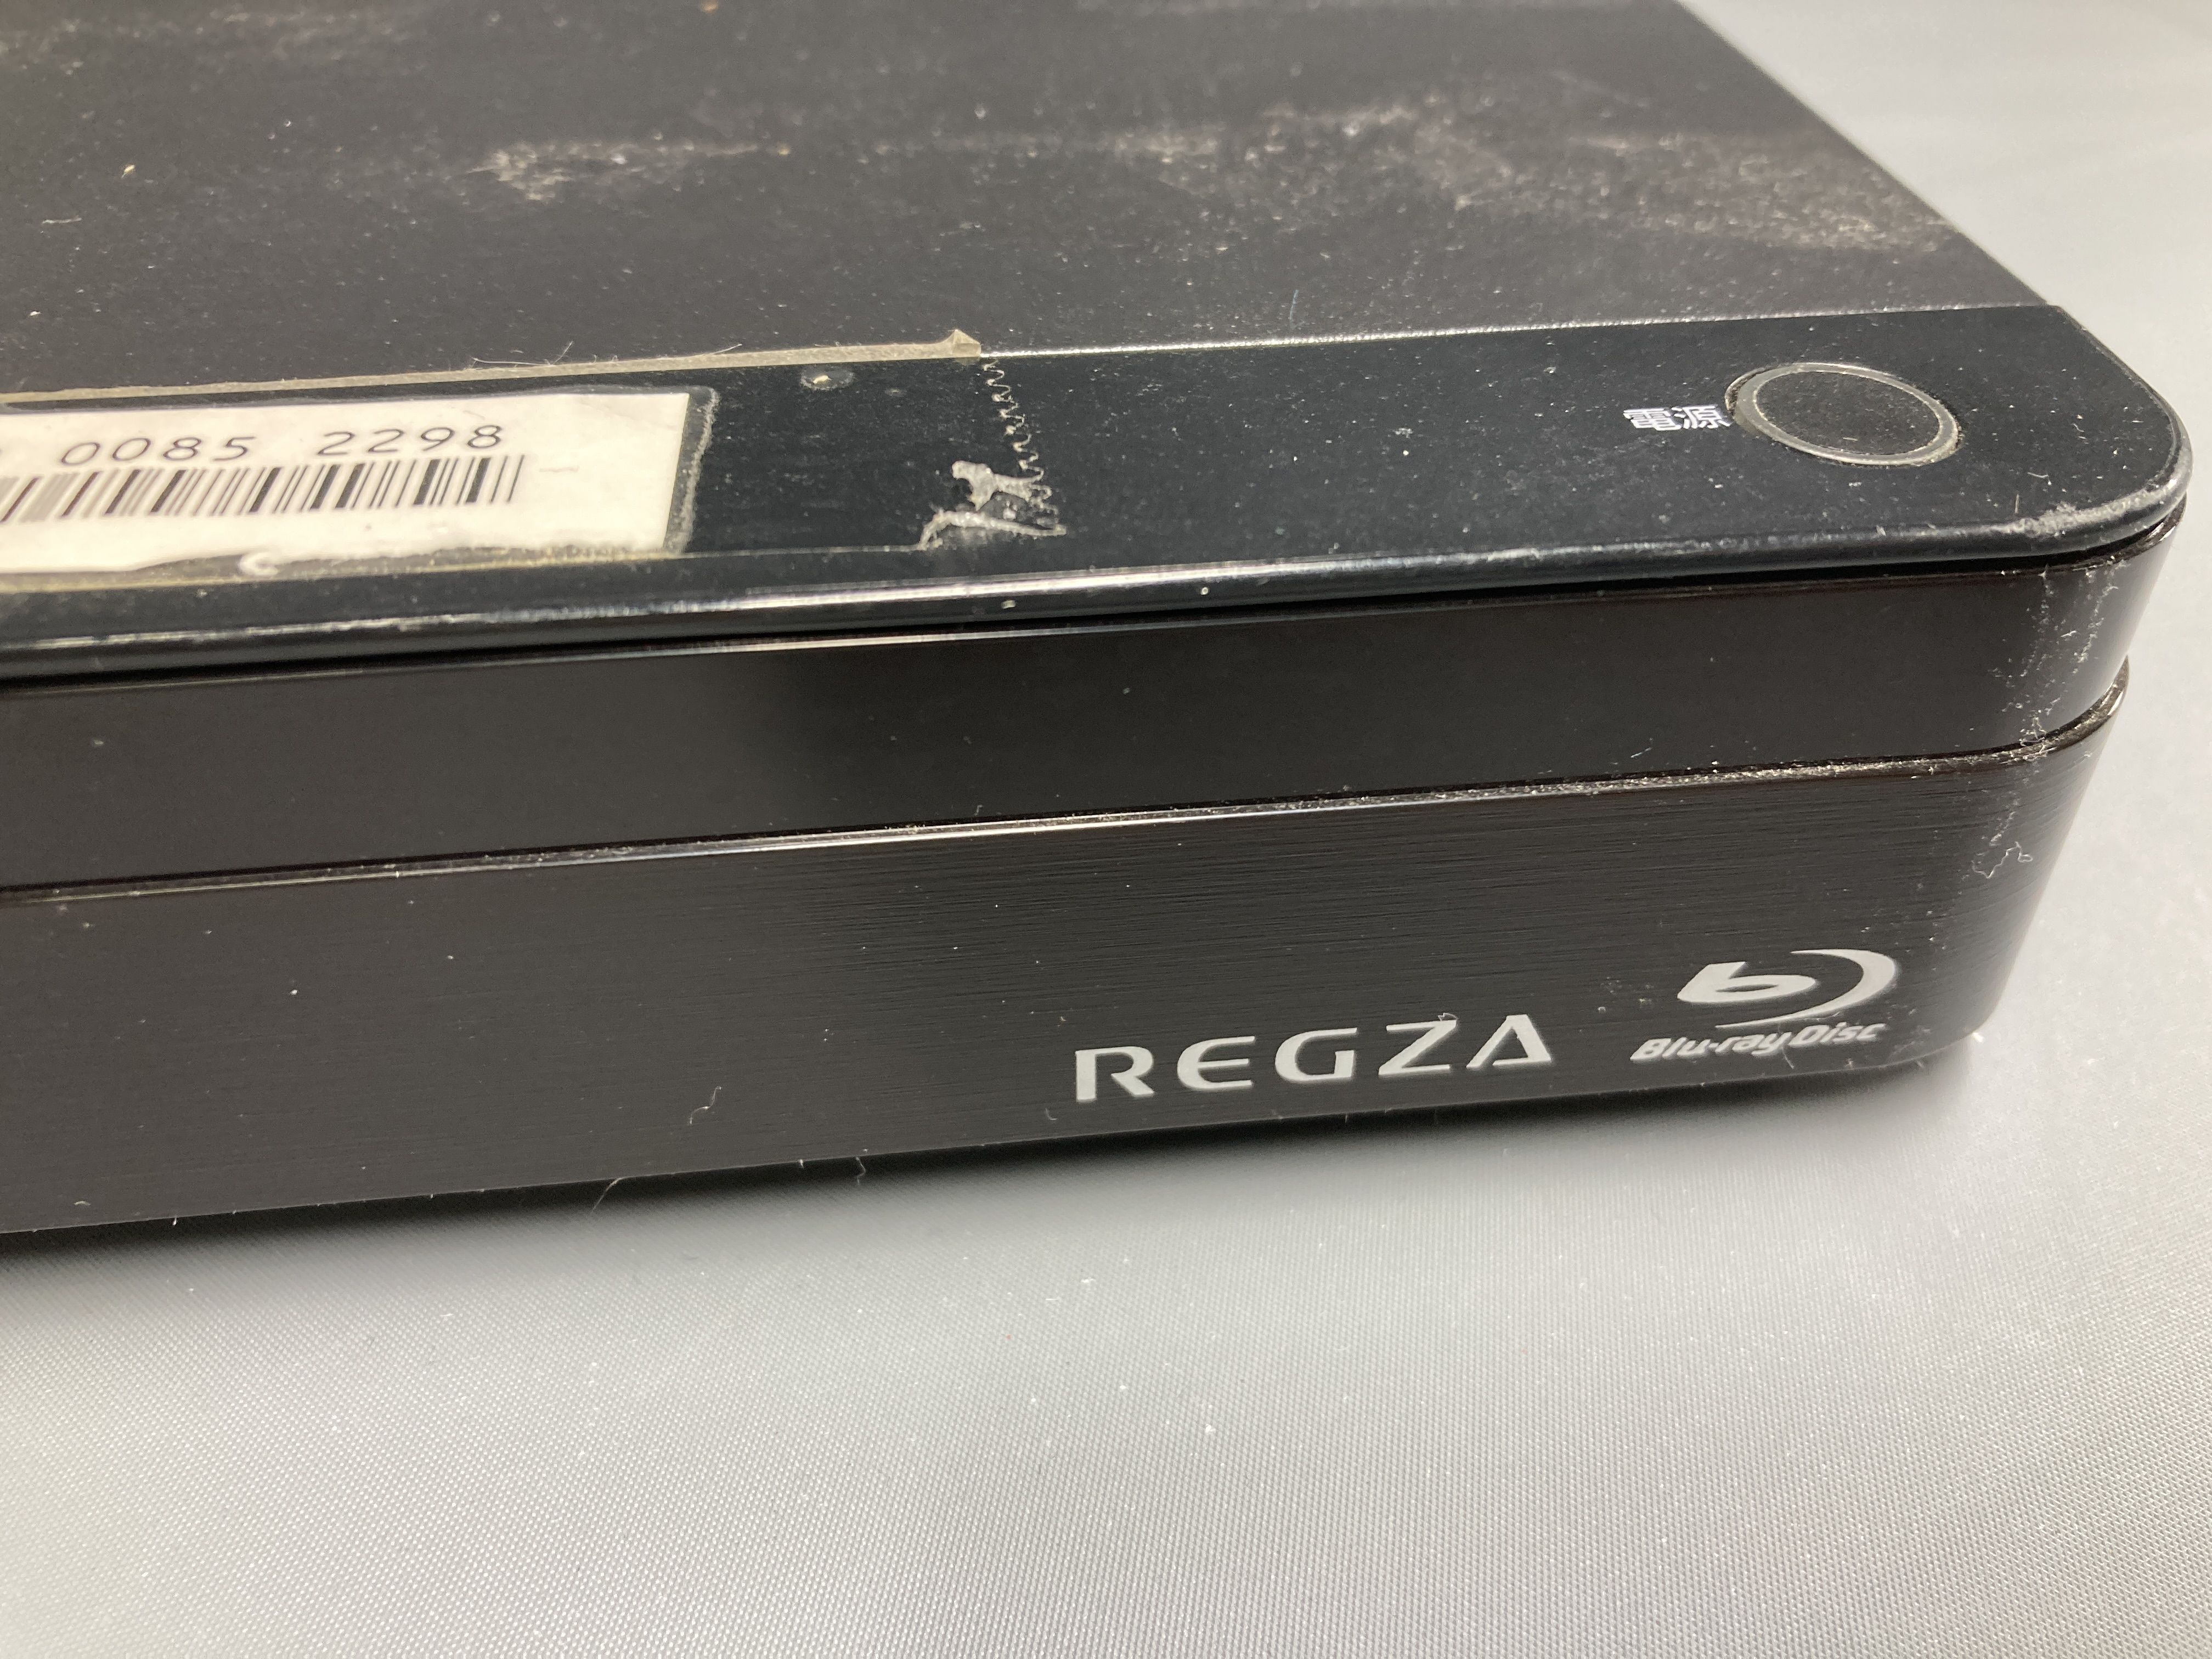 0085 2298
電源
REGZA
Blu-ray Disc